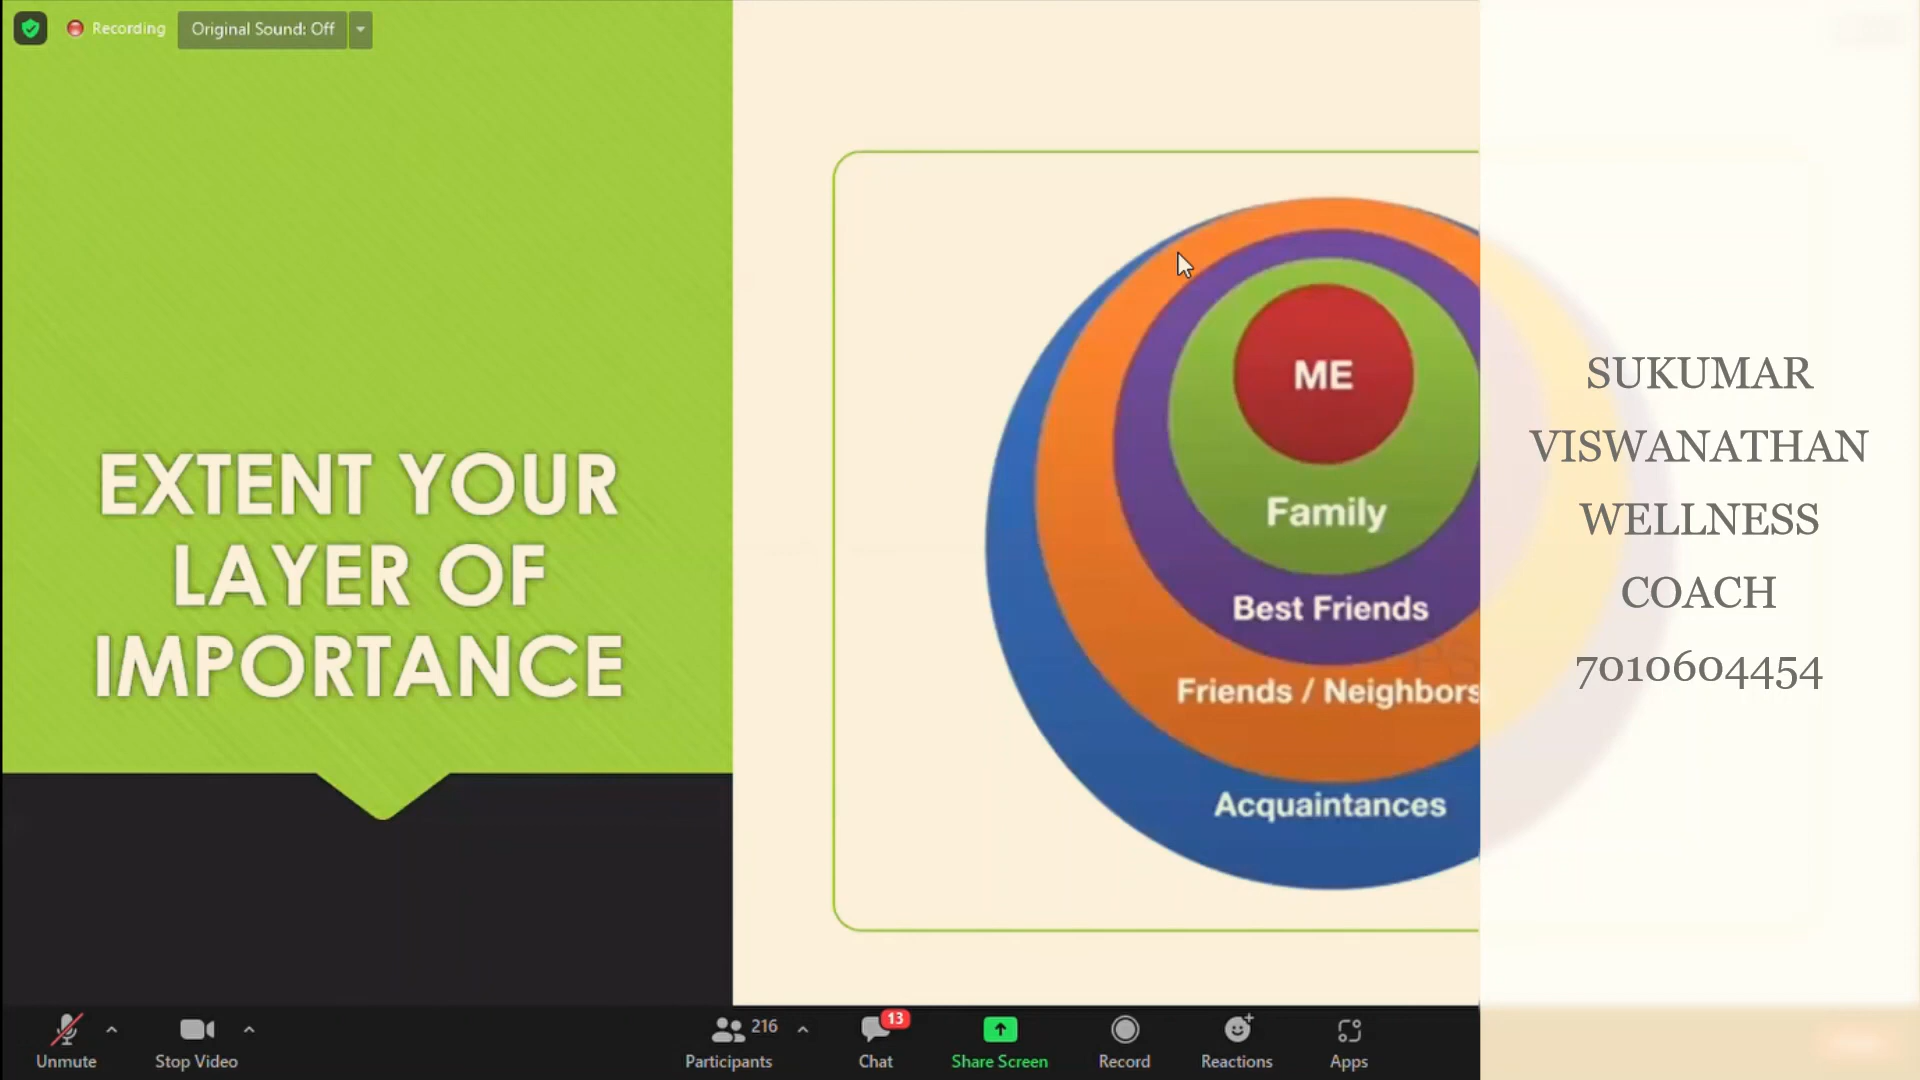 Recording
Original Sound: Off
EXTENT YOUR
LAYER OF
IMPORTANCE
ME
Family
Best Friends
Friends / Neighbors
Acquaintances
SUKUMAR
VISWANATHAN
WELLNESS
COACH
7010604454
Unmute
Stop Video
216
Participants
13
Chat
Share Screen
Record
Reactions
Apps